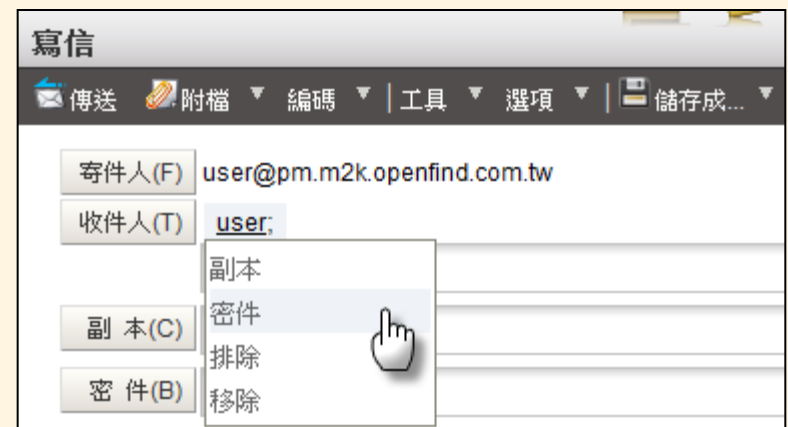 寫信
傳送 附檔 編碼 | 工具 選項 | 儲存成...
寄件人(F) user@pm.m2k.openfind.com.tw
收件人(T) user;
副本
密件
排除
移除
副 本(C)
密 件(B)